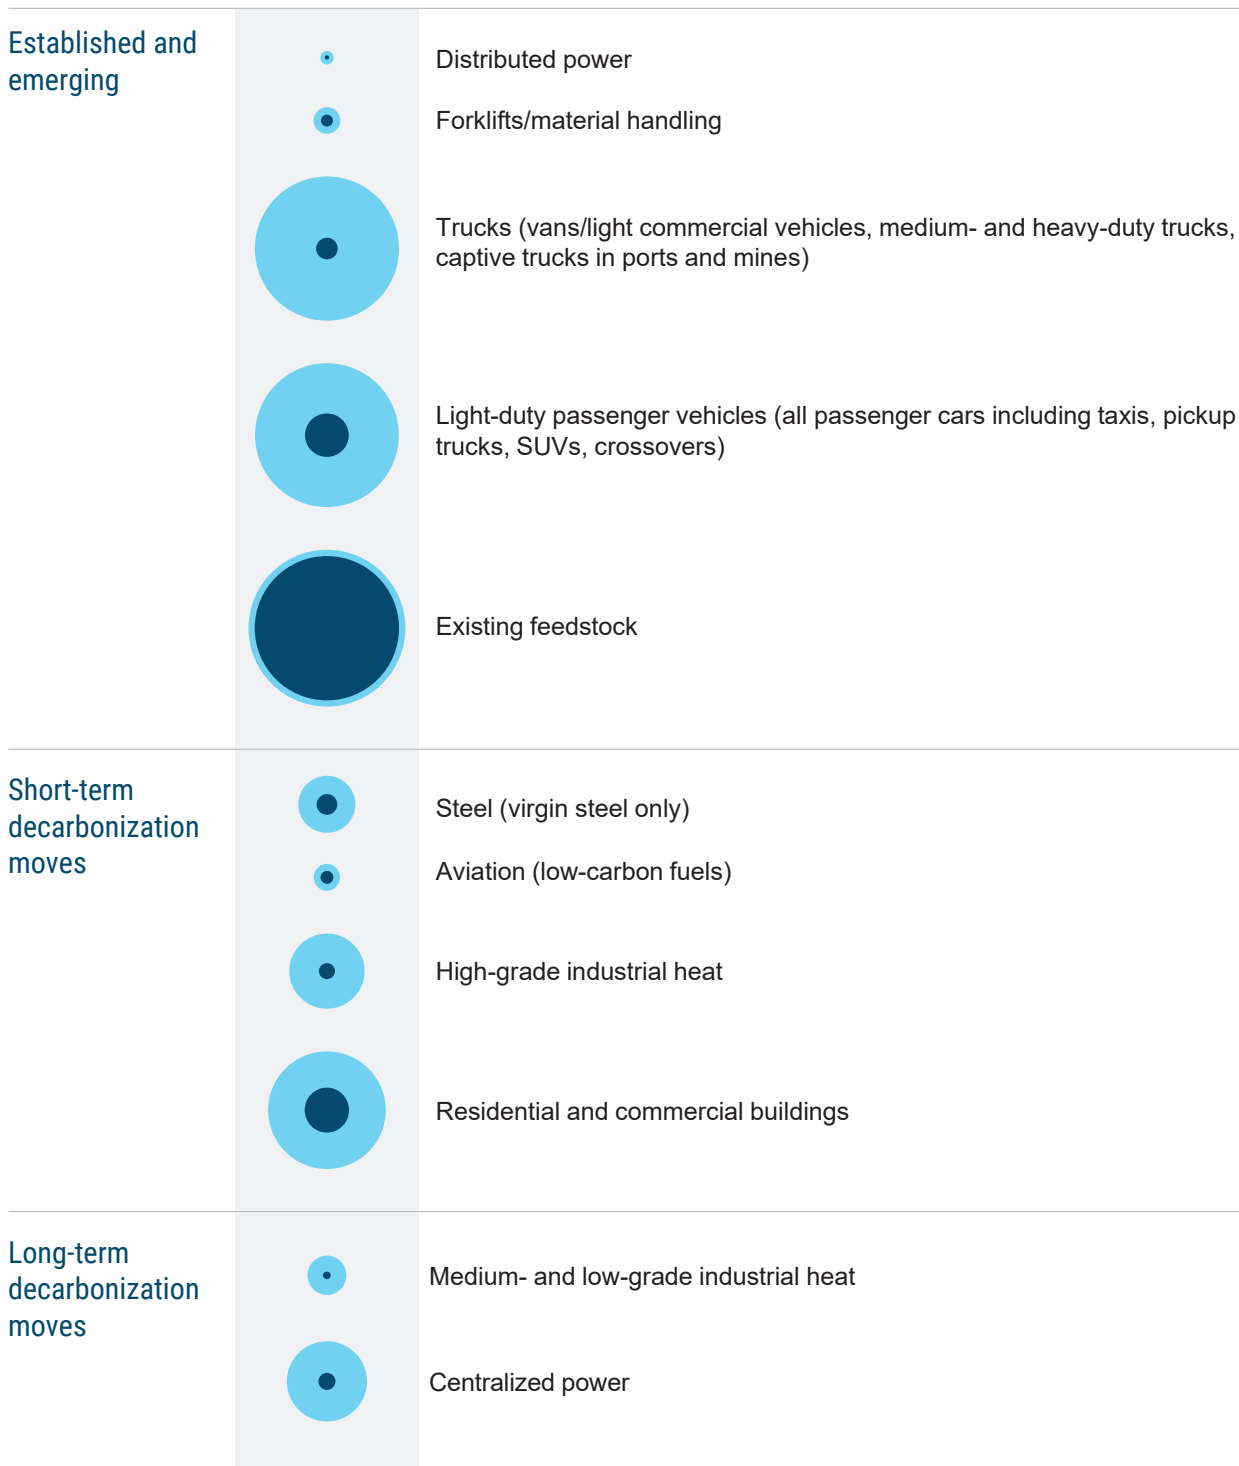 Established and
emerging
Distributed power
Forklifts/material handling
Trucks (vans/light commercial vehicles, medium- and heavy-duty trucks,
captive trucks in ports and mines)
Light-duty passenger vehicles (all passenger cars including taxis, pickup
trucks, SUVs, crossovers)
Existing feedstock
Short-term
decarbonization
moves
Steel (virgin steel only)
Aviation (low-carbon fuels)
High-grade industrial heat
Residential and commercial buildings
Long-term
decarbonization
moves
Medium- and low-grade industrial heat
Centralized power